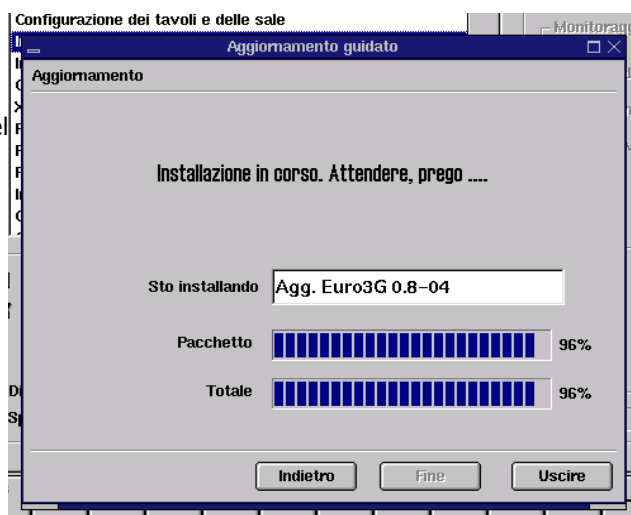 Configurazione dei tavoli e delle sale
Aggiornamento guidato
Aggiornamento
Installazione in corso. Attendere, prego ....
Sto installando
Agg. Euro3G 0.8-04
Pacchetto
96%
Totale
96%
Indietro
Fine
Uscire